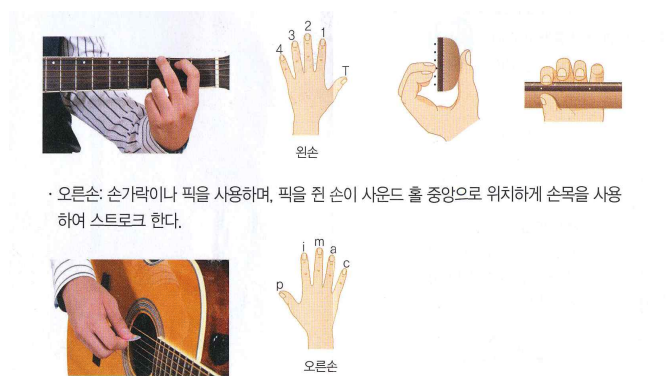 4 3 2 1 T
왼손
· 오른손: 손가락이나 픽을 사용하며, 픽을 쥔 손이 사운드 홀 중앙으로 위치하게 손목을 사용
하여 스트로크 한다.
p i m a c
오른손